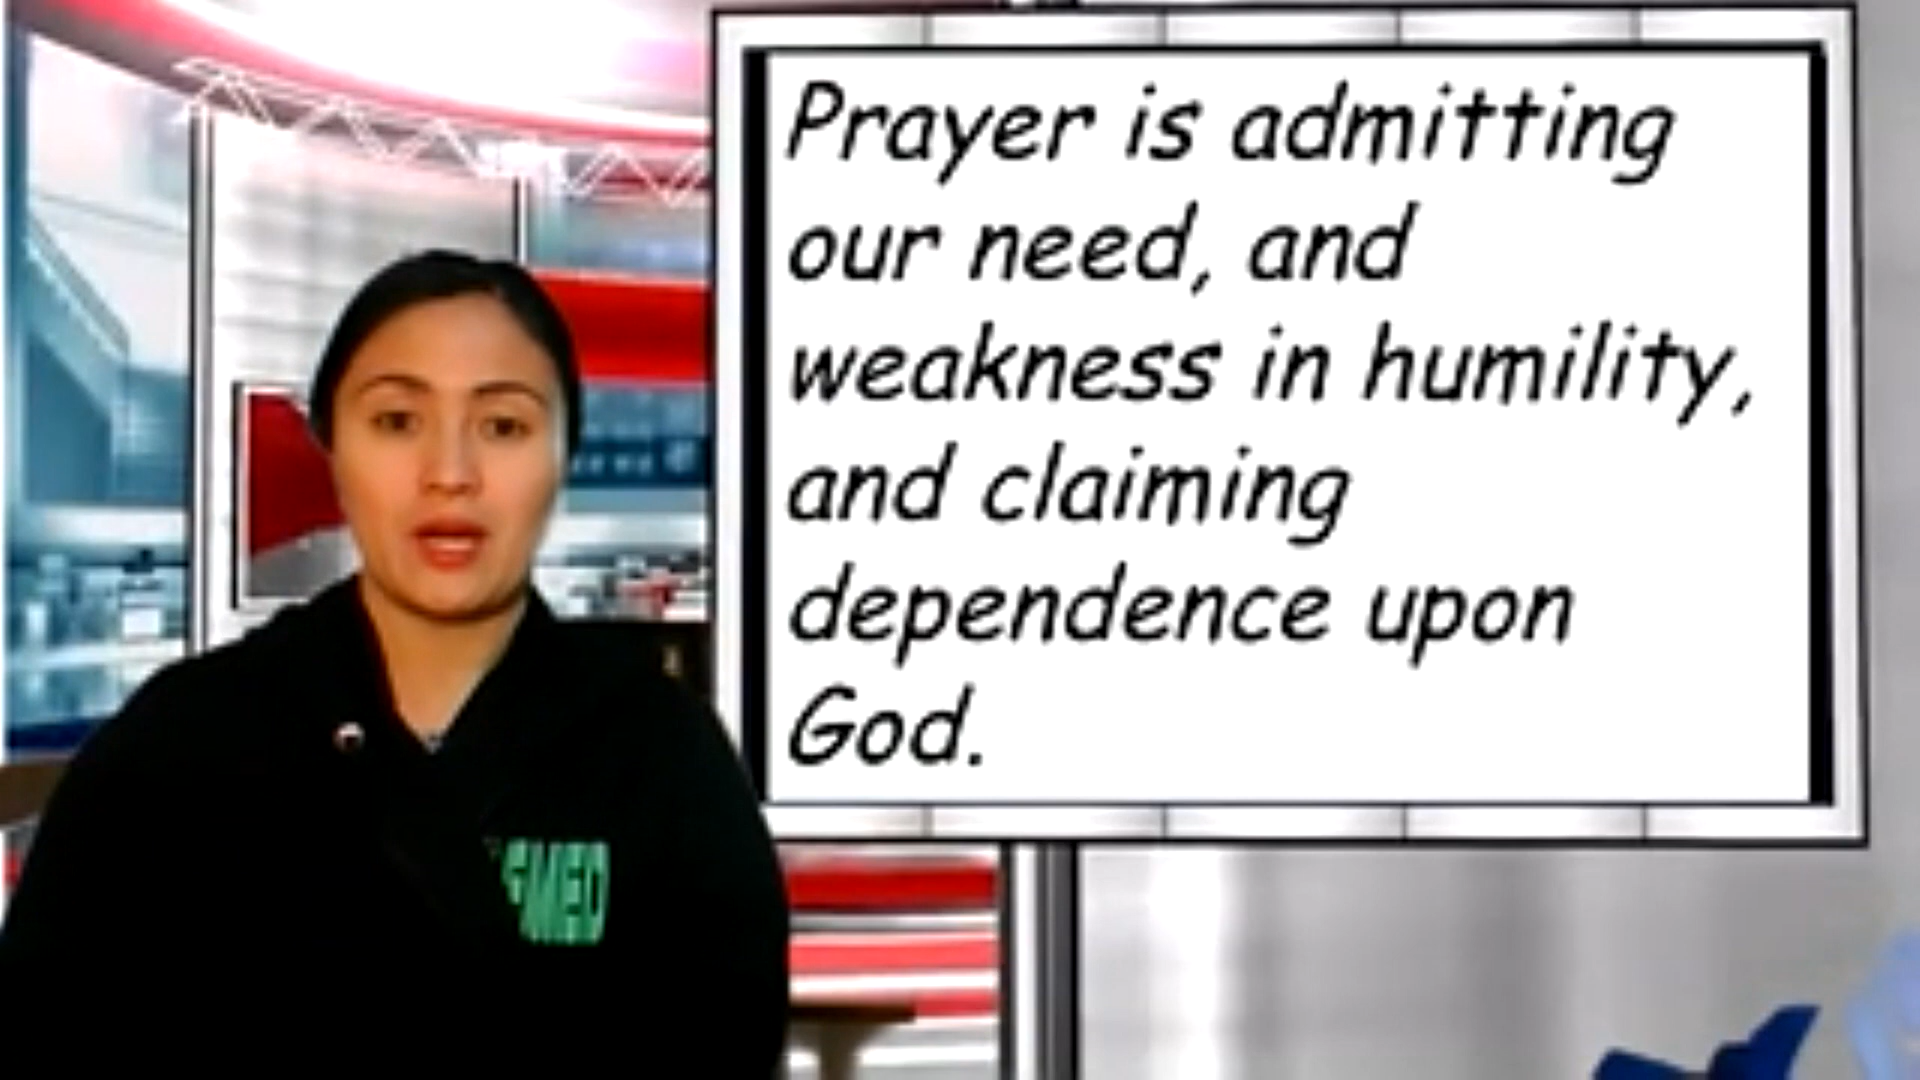 Prayer is admitting
our need, and
weakness in humility,
and claiming
dependence upon
God.